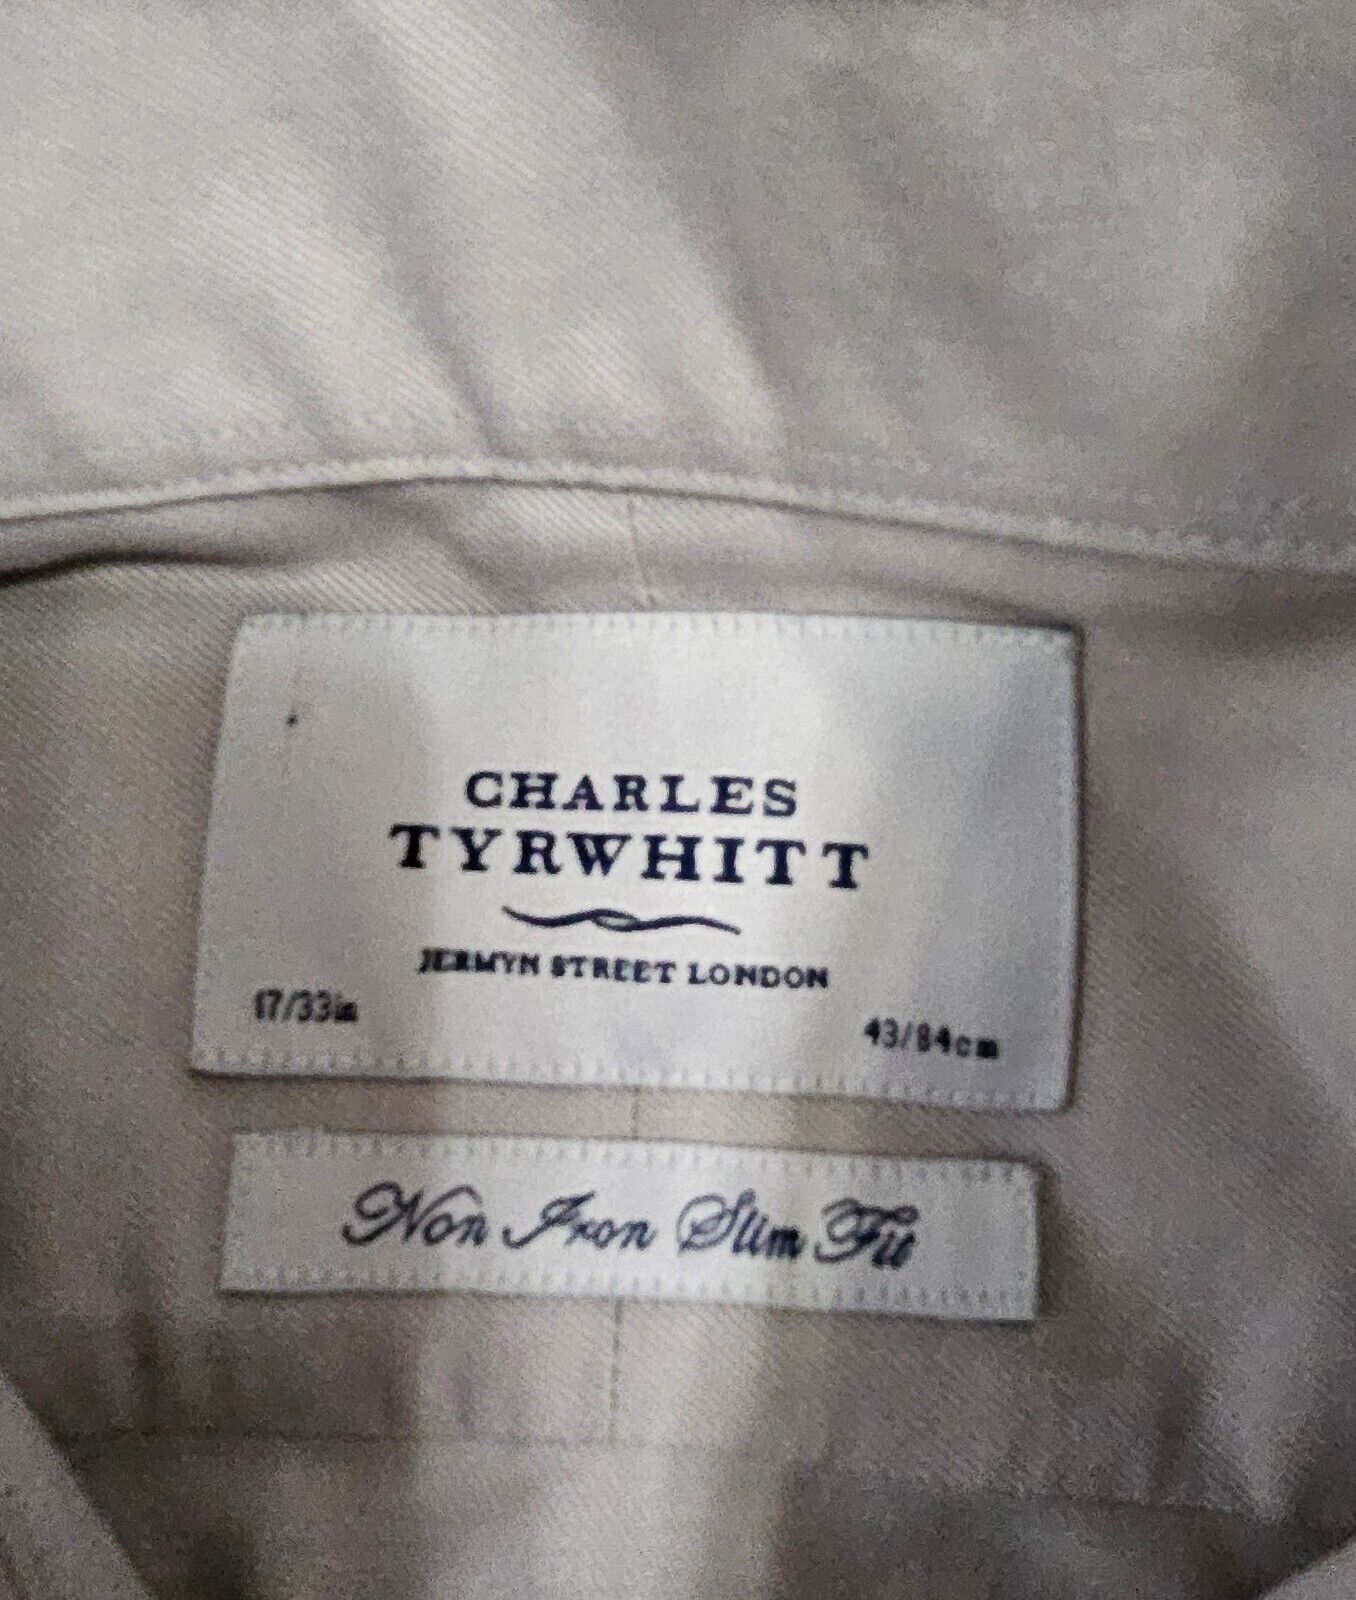 CHARLES
TYRWHITT
JERMYN STREET LONDON
17/33in
43/84cm
Non Iron Slim Fit